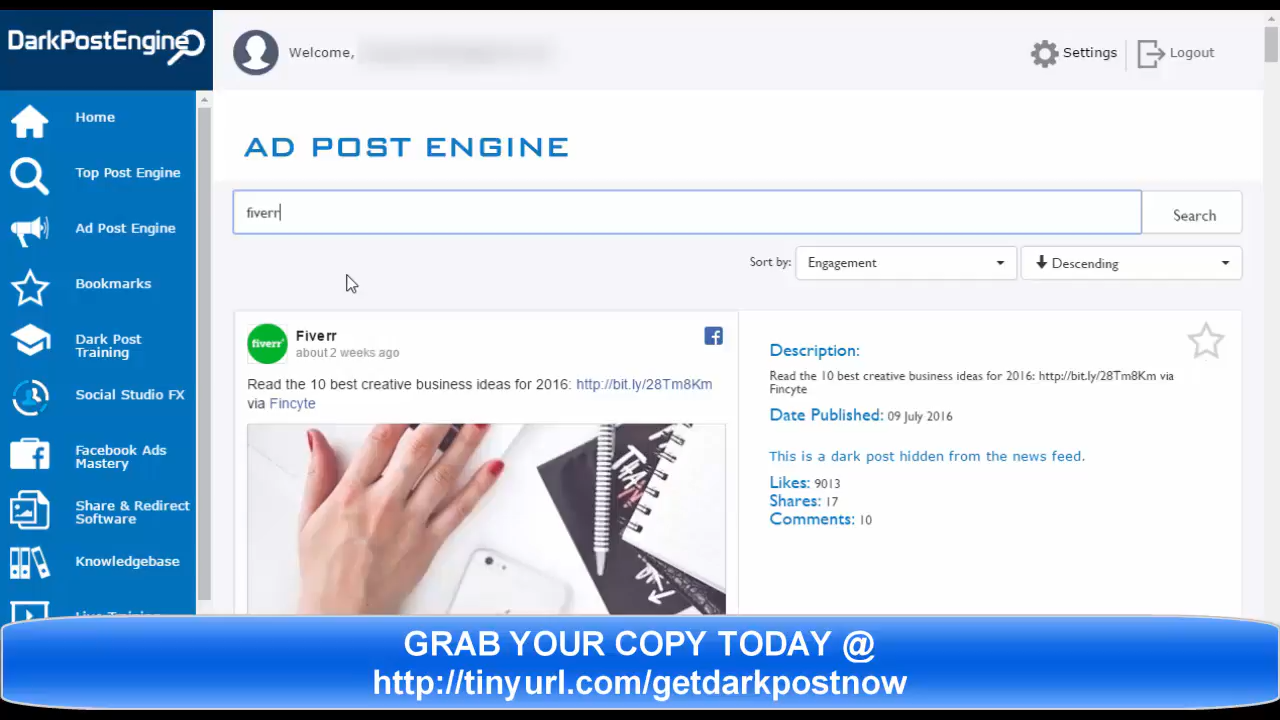 DarkPostEngine
Welcome,
Settings
Logout
Home
Top Post Engine
Ad Post Engine
Bookmarks
Dark Post
Training
Social Studio FX
Facebook Ads
Mastery
Share & Redirect
Software
Knowledgebase
Live Training
AD POST ENGINE
fiverr
Search
Sort by:
Engagement
Descending
fiverr
Fiverr
about 2 weeks ago
Read the 10 best creative business ideas for 2016: http://bit.ly/28Tm8Km
via Fincyte
THA
Description:
Read the 10 best creative business ideas for 2016: http://bit.ly/28Tm8Km via
Fincyte
Date Published: 09 July 2016
This is a dark post hidden from the news feed.
Likes: 9013
Shares: 17
Comments: 10
GRAB YOUR COPY TODAY @
http://tinyurl.com/getdarkpostnow